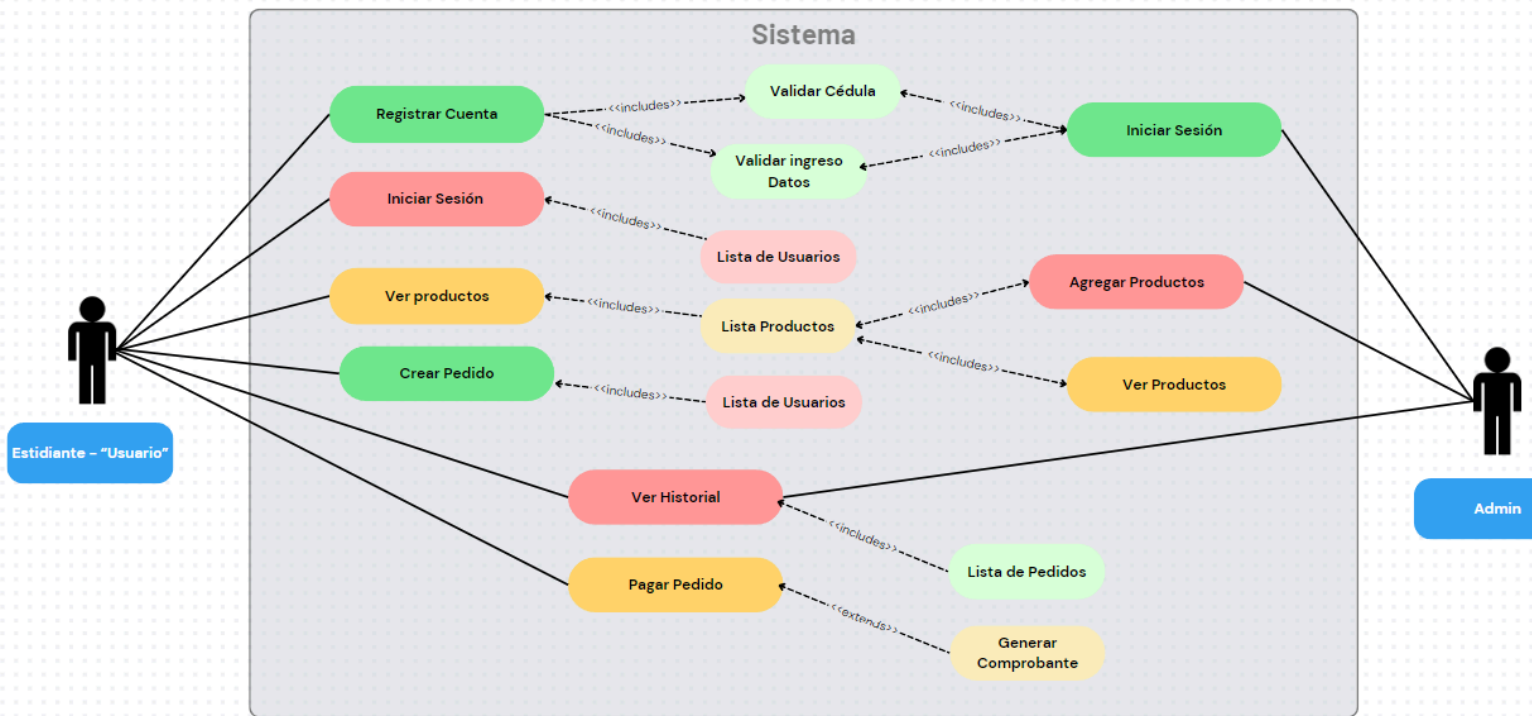 Sistema
Registrar Cuenta
<<includes>>
<<includes>>
Validar Cédula
<<includes>>
Iniciar Sesión
Validar ingreso
Datos
<<includes>>
Iniciar Sesión
<<includes>>
Lista de Usuarios
Ver productos
<<includes>>
Lista Productos
<<includes>>
Agregar Productos
<<includes>>
Ver Productos
Crear Pedido
<<includes>>
Lista de Usuarios
Estidiante - “Usuario”
Ver Historial
<<includes>>
Admin
Lista de Pedidos
Pagar Pedido
<<extends>>
Generar
Comprobante